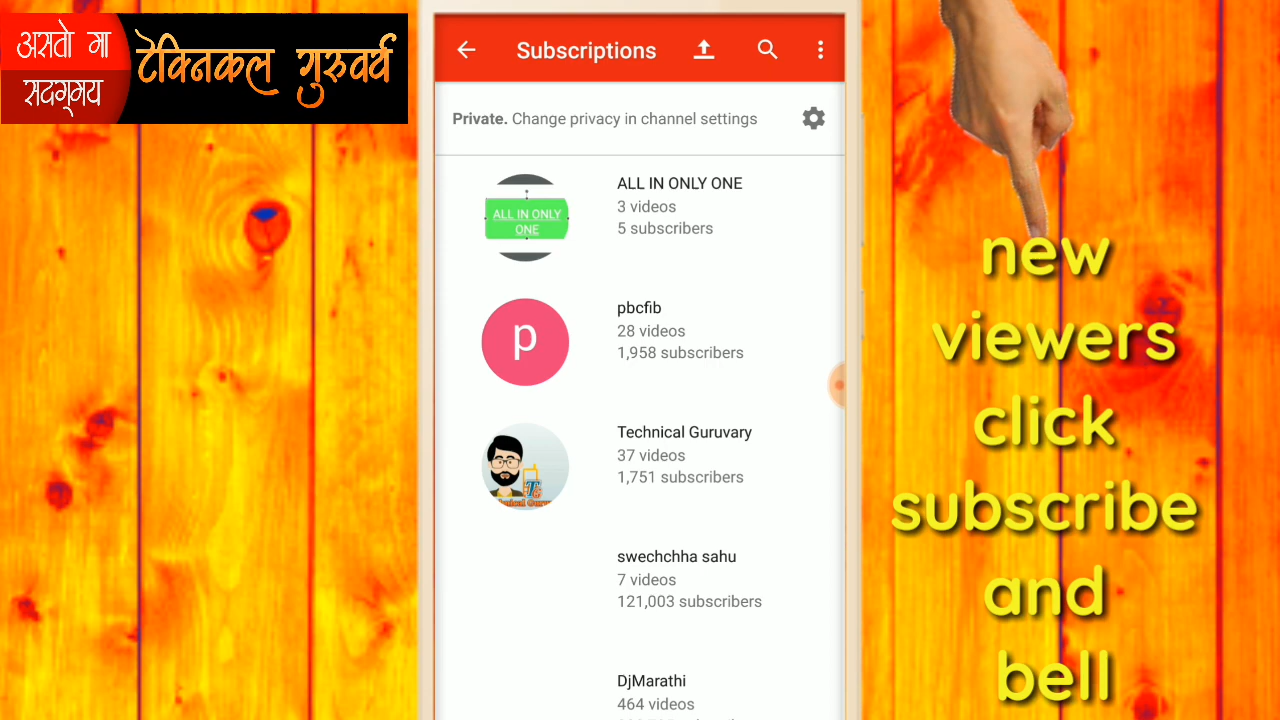 असतो मा
सदग्मय
टेक्निकल गुरुवर्य
Subscriptions
Private. Change privacy in channel settings
ALL IN ONLY
ONE
ALL IN ONLY ONE
3 videos
5 subscribers
p
pbcfib
28 videos
1,958 subscribers
Technical Guruvary
37 videos
1,751 subscribers
swechchha sahu
7 videos
121,003 subscribers
DjMarathi
464 videos
new
viewers
click
subscribe
and
bell